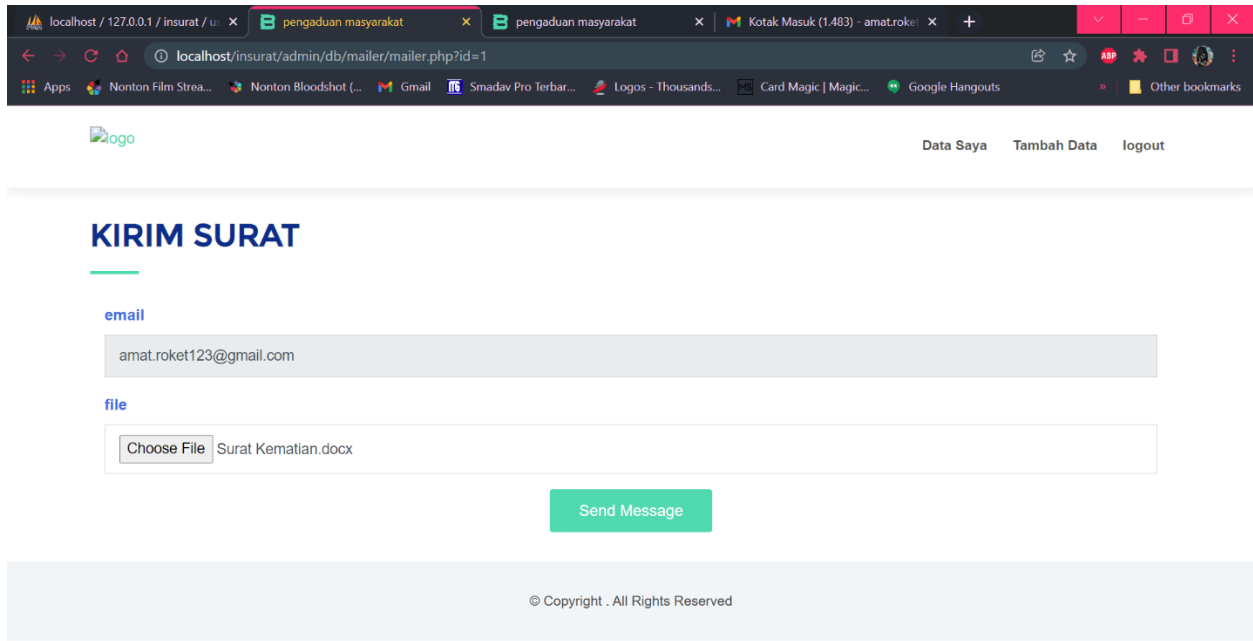 localhost / 127.0.0.1 / insurat / u
pengaduan masyarakat
pengaduan masyarakat
Kotak Masuk (1.483) - amat.roket
localhost/insurat/admin/db/mailer/mailer.php?id=1
ABP
Apps
Nonton Film Strea...
Nonton Bloodshot (...
Gmail
Smadav Pro Terbar...
Logos - Thousands...
MS
Card Magic | Magic...
Google Hangouts
»
Other bookmarks
logo
Data Saya Tambah Data logout
KIRIM SURAT
email
amat.roket123@gmail.com
file
Choose File Surat Kematian.docx
Send Message
© Copyright . All Rights Reserved